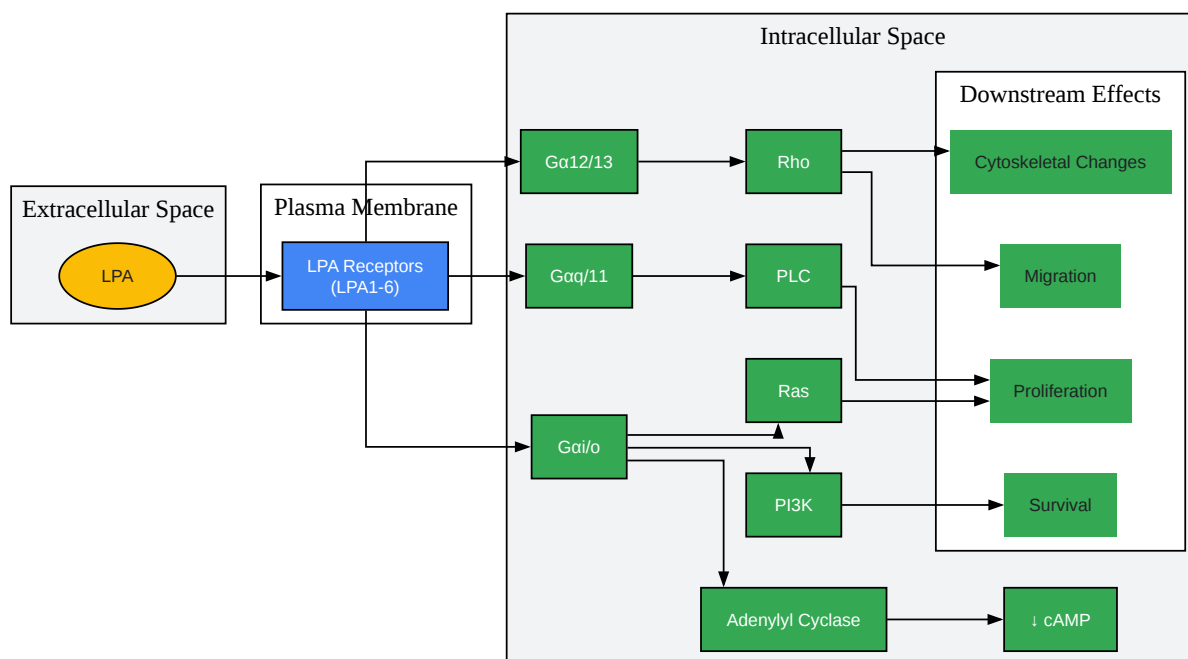 Intracellular Space
Downstream Effects
Extracellular Space
LPA
Plasma Membrane
LPA Receptors
(LPA1-6)
Gα12/13
Rho
Cytoskeletal Changes
Gαq/11
PLC
Migration
Ras
Proliferation
Gαi/o
PI3K
Survival
Adenylyl Cyclase
↓ cAMP